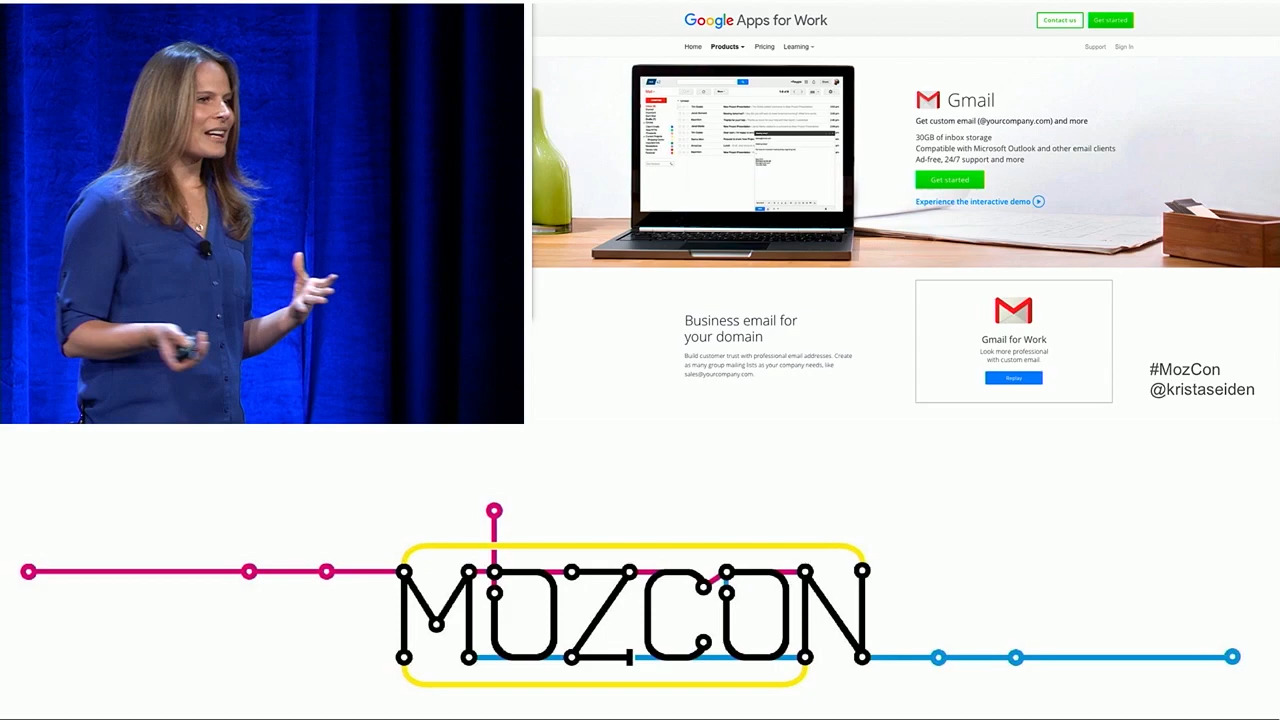 Google Apps for Work
Contact us
Get started
Home Products Pricing Learning
Support Sign In
Gmail
Get custom email (@yourcompany.com) and more
30GB of inbox storage
Compatible with Microsoft Outlook and other email clients
Ad-free, 24/7 support and more
Get started
Experience the interactive demo
Business email for
your domain
Build customer trust with professional email addresses. Create
as many group mailing lists as your company needs, like
sales@yourcompany.com.
Gmail for Work
Look more professional
with custom email
Replay
#MozCon
@kristaseiden
MOZCON